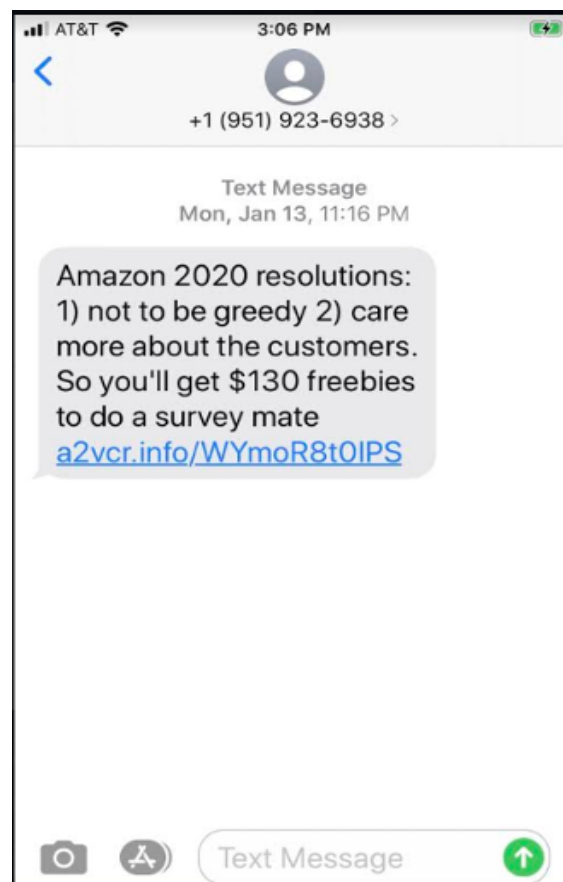 AT&T 3:06 PM
+1 (951) 923-6938 >
Text Message
Mon, Jan 13, 11:16 PM
Amazon 2020 resolutions:
1) not to be greedy 2) care
more about the customers.
So you'll get $130 freebies
to do a survey mate
a2vcr.info/WYmoR8t0IPS
Text Message